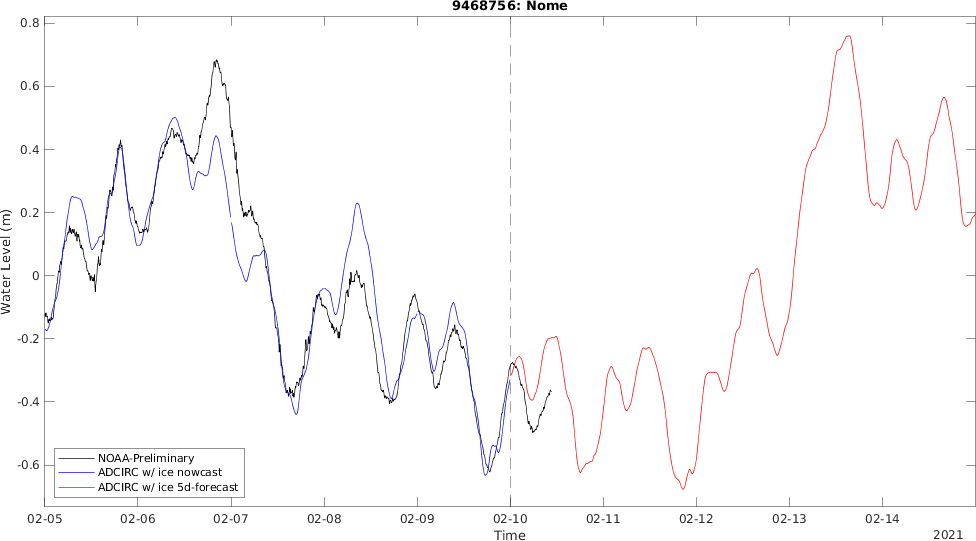 9468756: Nome
0.8
0.6
0.4
0.2
0
-0.2
-0.4
-0.6
Water Level (m)
NOAA-Preliminary
ADCIRC w/ ice nowcast
ADCIRC w/ ice 5d-forecast
02-05 02-06 02-07 02-08 02-09 02-10 02-11 02-12 02-13 02-14
Time
2021